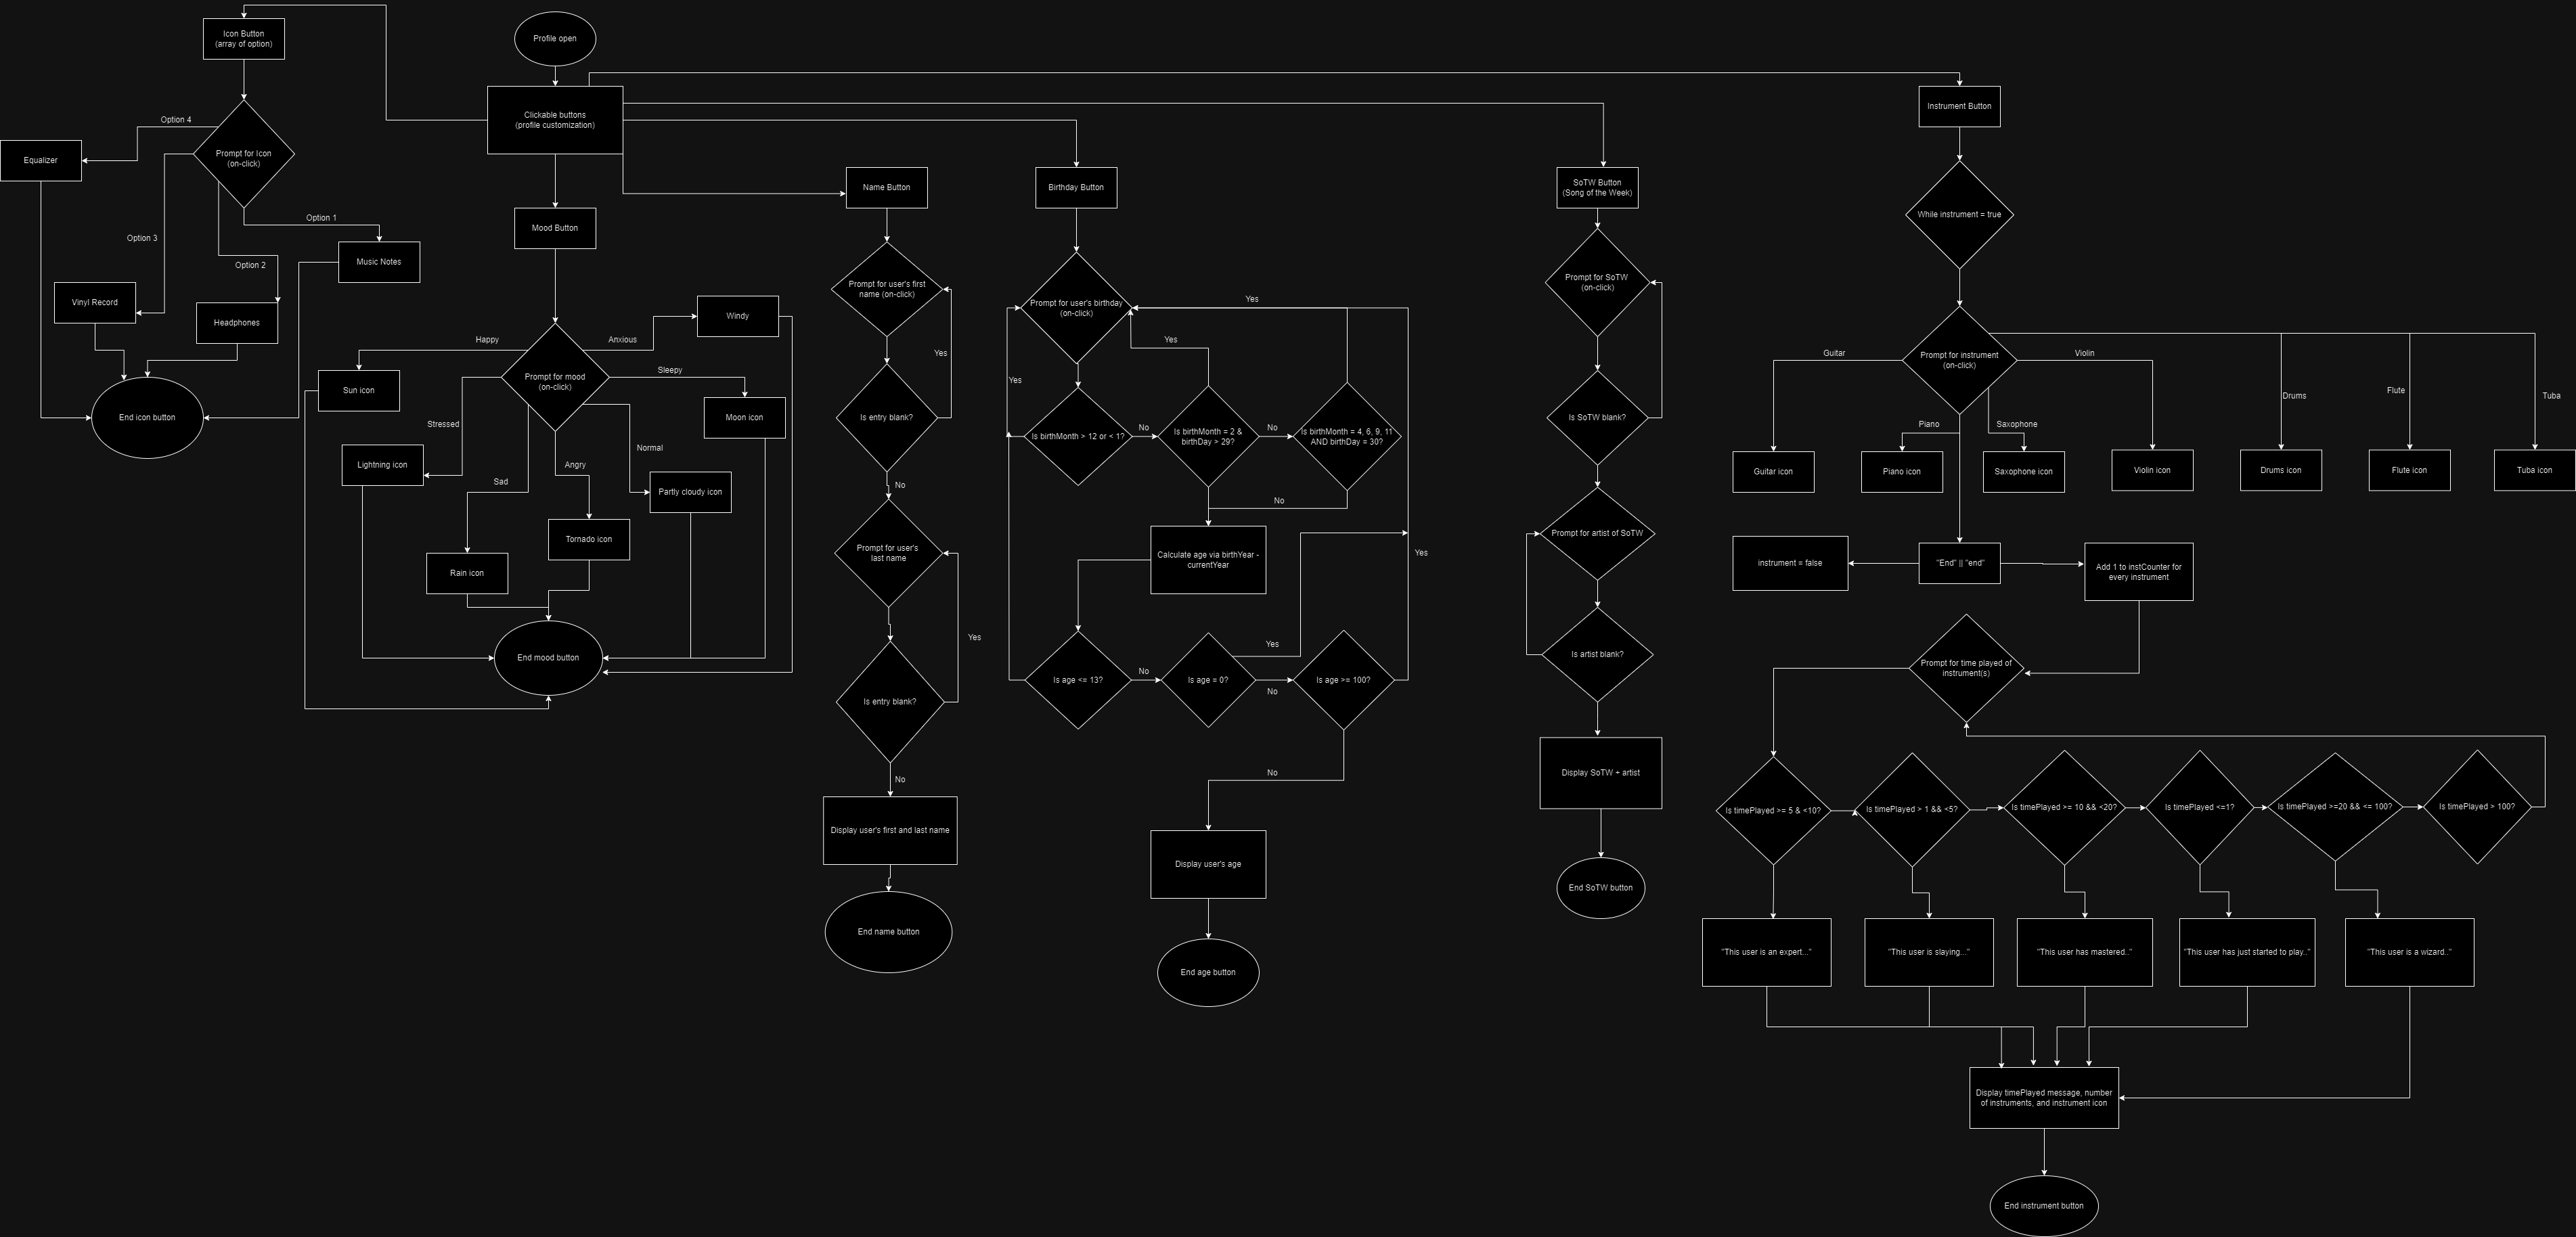 Icon Button
(array of option)
Profile open
Clickable buttons
(profile customization)
Instrument Button
Option 4
Equalizer
Prompt for Icon
(on-click)
Option 1
Option 3
Option 2
Music Notes
Vinyl Record
Headphones
End icon button
Mood Button
Happy
Anxious
Windy
Sun icon
Prompt for mood
(on-click)
Sleepy
Moon icon
Stressed
Normal
Lightning icon
Angry
Sad
Partly cloudy icon
Tornado icon
Rain icon
End mood button
Name Button
Prompt for user's first
name (on-click)
Yes
Is entry blank?
No
Prompt for user's
last name
Yes
Is entry blank?
No
Display user's first and last name
End name button
Birthday Button
Prompt for user's birthday
(on-click)
Yes
Yes
Yes
Is birthMonth > 12 or < 1?
No
Is birthMonth = 2 &
birthDay > 29?
No
Is birthMonth = 4, 6, 9, 11
AND birthDay = 30?
No
Calculate age via birthYear -
currentYear
Yes
Yes
Is age <= 13?
No
Is age = 0?
No
Is age >= 100?
No
Display user's age
End age button
SoTW Button
(Song of the Week)
Prompt for SoTW
(on-click)
Is SoTW blank?
Prompt for artist of SoTW
Is artist blank?
Display SoTW + artist
End SoTW button
While instrument = true
Prompt for instrument
(on-click)
Guitar
Violin
Drums
Flute
Tuba
Piano
Saxophone
Guitar icon
Piano icon
Saxophone icon
Violin icon
Drums icon
Flute icon
Tuba icon
instrument = false
"End" || "end"
Add 1 to instCounter for
every instrument
Prompt for time played of
instrument(s)
Is timePlayed >= 5 & <10?
Is timePlayed > 1 && <5?
Is timePlayed >= 10 && <20?
Is timePlayed <=1?
Is timePlayed >=20 && <= 100?
Is timePlayed > 100?
"This user is an expert..."
"This user is slaying..."
"This user has mastered.."
"This user has just started to play.."
"This user is a wizard.."
Display timePlayed message, number
of instruments, and instrument icon
End instrument button